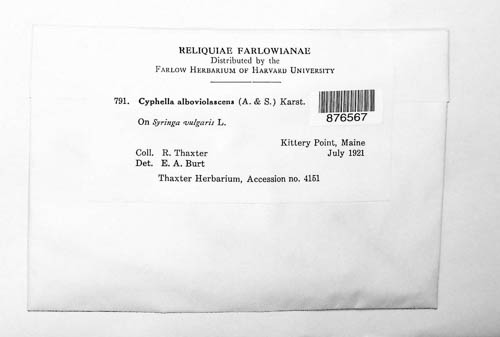 RELIQUIAE FARLOWIANAE
Distributed by the
FARLOW HERBARIUM OF HARVARD UNIVERSITY
791. Cyphella alboviolascens (A. & S.) Karst.
876567
On Syringa vulgaris L.
Kittery Point, Maine
Coll. R. Thaxter July 1921
Det. E. A. Burt
Thaxter Herbarium, Accession no. 4151